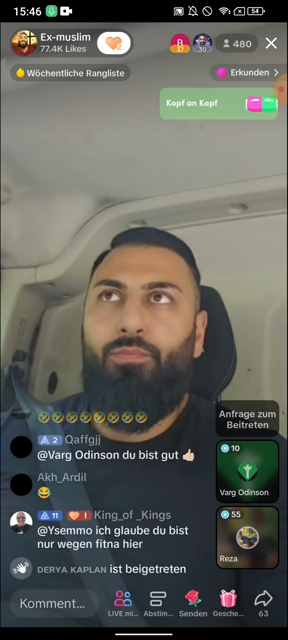 15:46
54
Ex-muslim
77.4K Likes
37
30
480
Wöchentliche Rangliste
Erkunden
Kopf an Kopf
🤣🤣🤣🤣🤣🤣🤣🤣
2 Qaffgjj
@Varg Odinson du bist gut 👍🏻
Akh_Ardil
😂
11 I King_of _Kings
@Ysemmo ich glaube du bist
nur wegen fitna hier
DERYA KAPLAN ist beigetreten
Anfrage zum
Beitreten
10
Varg Odinson
55
Reza
Komment...
LIVE mi...
Abstim...
Senden
Gesche...
63